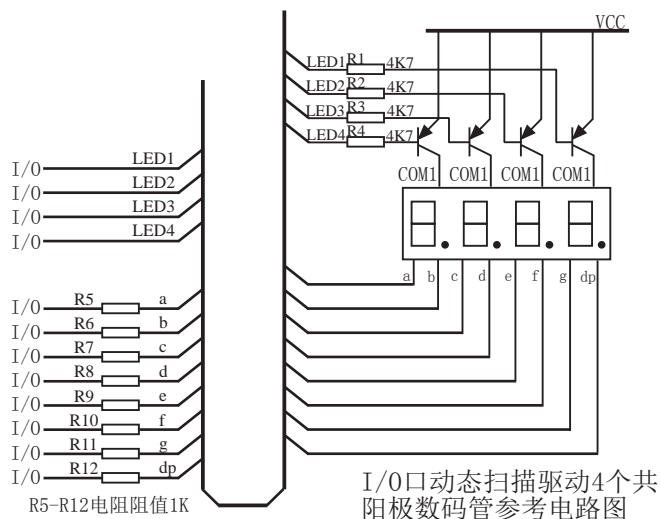 VCC
LED1 R1 4K7
LED2 R2 4K7
LED3 R3 4K7
LED4 R4 4K7
COM1 COM1 COM1 COM1
I/O LED1
I/O LED2
I/O LED3
I/O LED4
a b c d e f g dp
I/O R5 a
I/O R6 b
I/O R7 c
I/O R8 d
I/O R9 e
I/O R10 f
I/O R11 g
I/O R12 dp
R5-R12电阻阻值1K
I/O口动态扫描驱动4个共
阳极数码管参考电路图